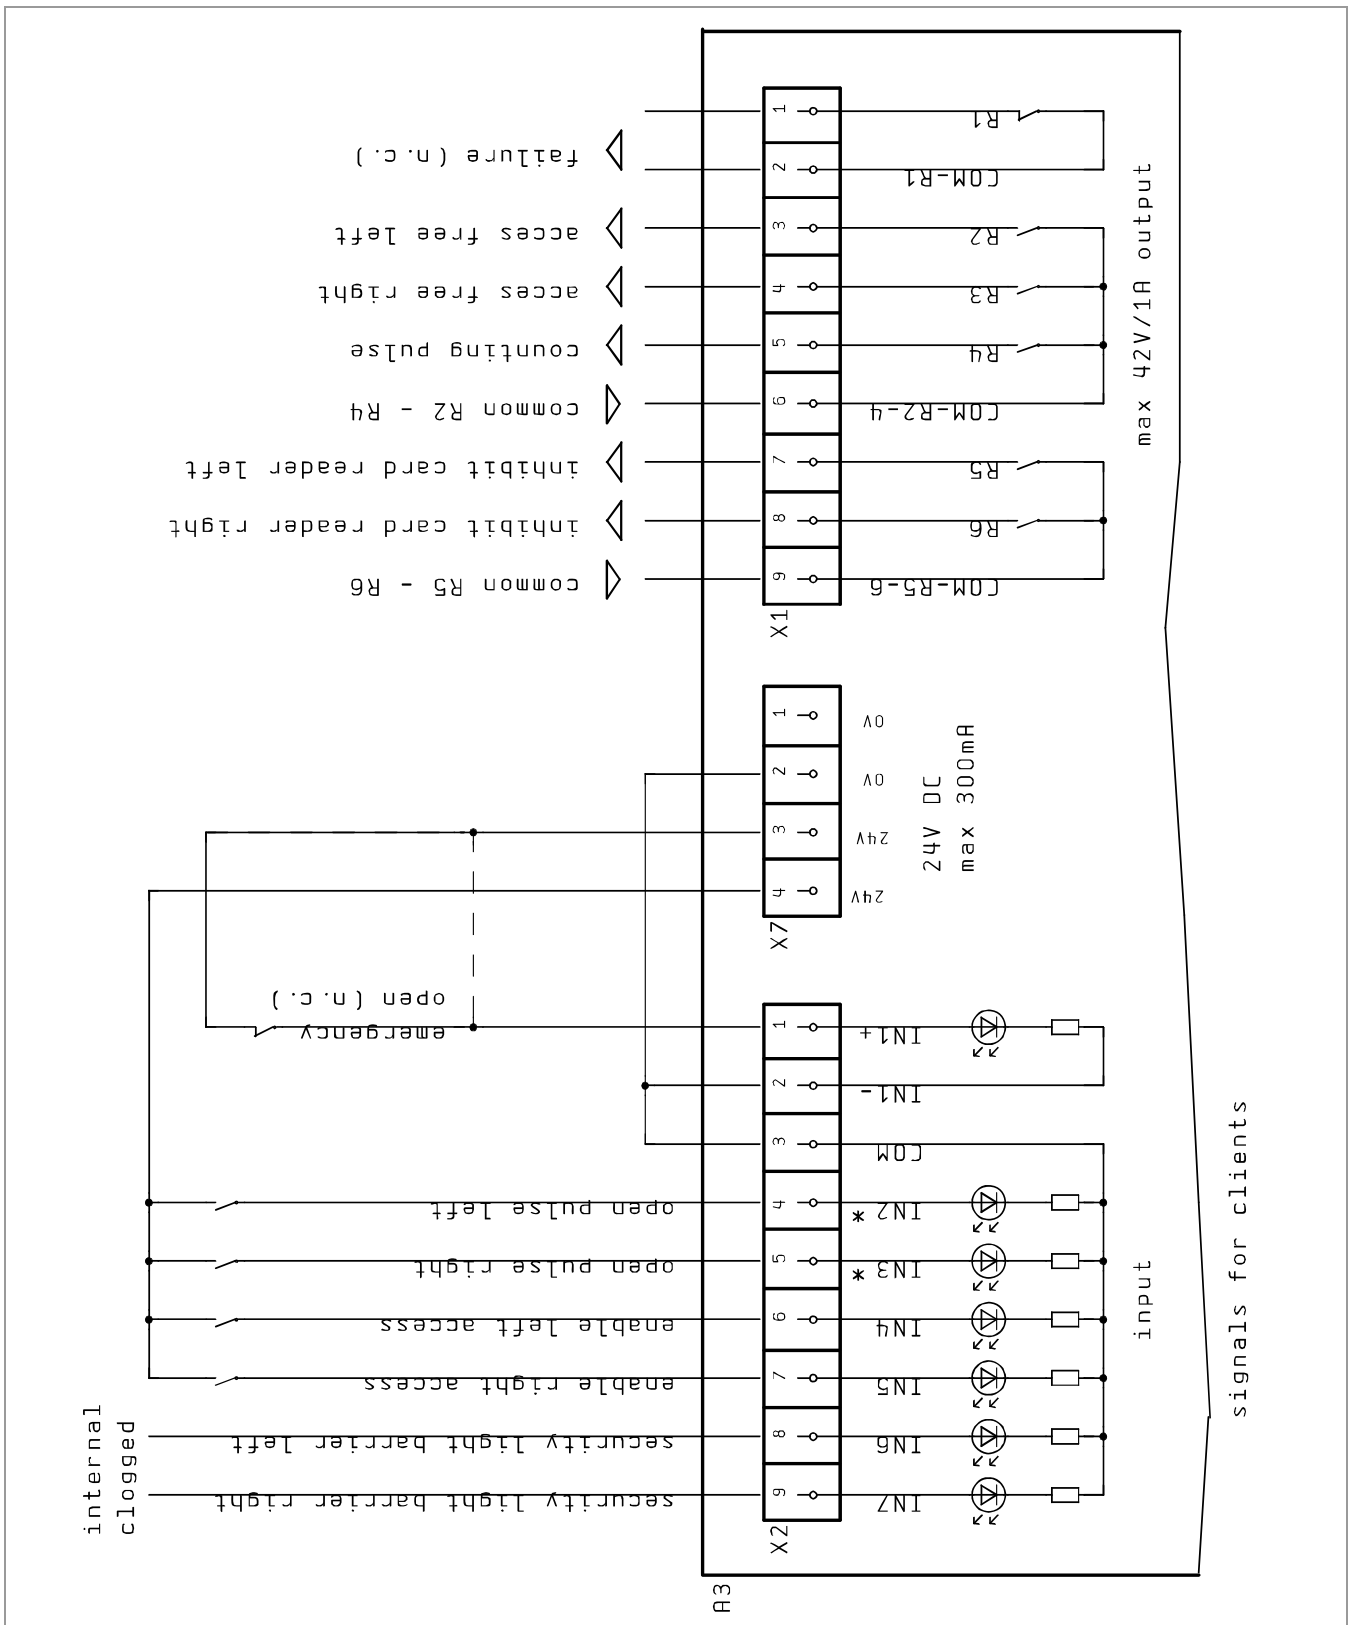 1
failure (n.c.)
R1
2
COM-R1
3
acces free left
R2
4
acces free right
R3
5
counting pulse
R4
6
common R2 - R4
COM-R2-4
7
inhibit card reader left
R5
8
inhibit card reader right
R6
9
common R5 - R6
COM-R5-6
X1
max 42V/1A output
1
0V
2
0V
3
24V
4
24V
X7
24V DC
max 300mA
emergency
open (n.c.)
1
IN1+
2
IN1-
3
COM
open pulse left
4
IN2 *
open pulse right
5
IN3 *
enable left access
6
IN4
enable right access
7
IN5
security light barrier left
8
IN6
security light barrier right
9
IN7
X2
input
internal
clogged
signals for clients
A3